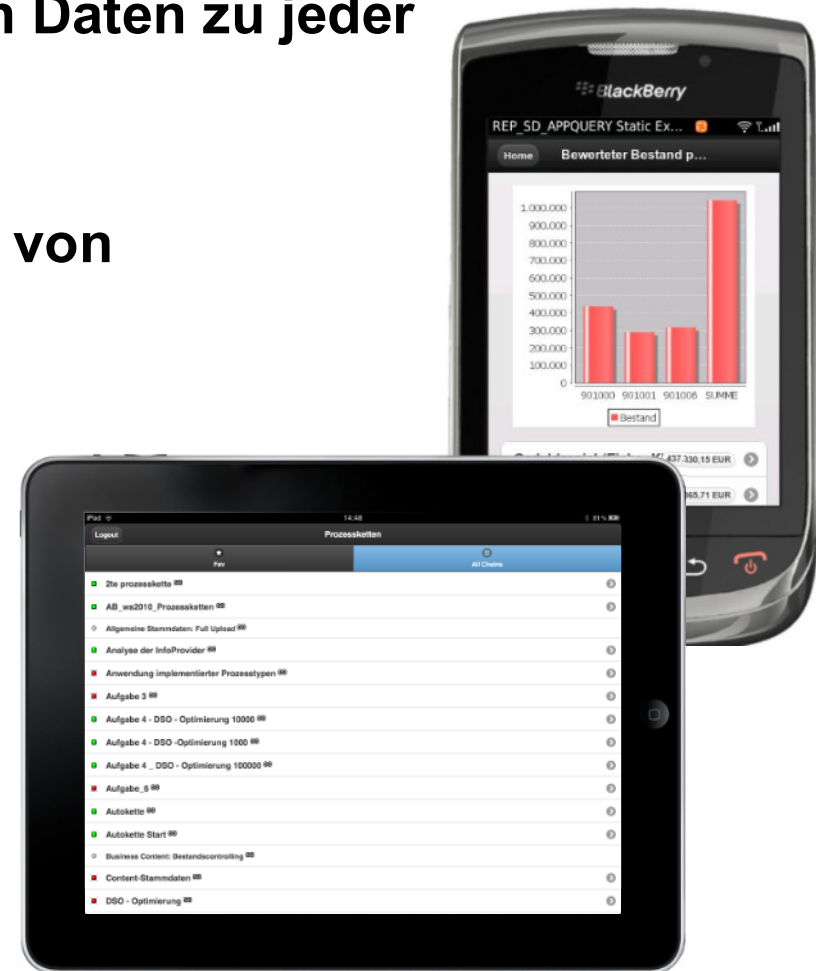 n Daten zu jeder
von
BlackBerry
REP_SD_APPQUERY Static Ex...
Home Bewerteter Bestand p...
1.000.000
900.000
800.000
700.000
600.000
500.000
400.000
300.000
200.000
100.000
0
901000 901001 901006 SUMME
Bestand
EUR
65,71 EUR
iPad 14:48 81 %
Logout Prozessketten
Fav All Chains
2te prozesskette
AB_ws2010_Prozessketten
Allgemeine Stammdaten: Full Upload
Analyse der InfoProvider
Anwendung implementierter Prozesstypen
Aufgabe 3
Aufgabe 4 - DSO - Optimierung 10000
Aufgabe 4 - DSO -Optimierung 1000
Aufgabe 4 _ DSO - Optimierung 100000
Aufgabe_6
Autokette
Autokette Start
Business Content: Bestandscontrolling
Content-Stammdaten
DSO - Optimierung